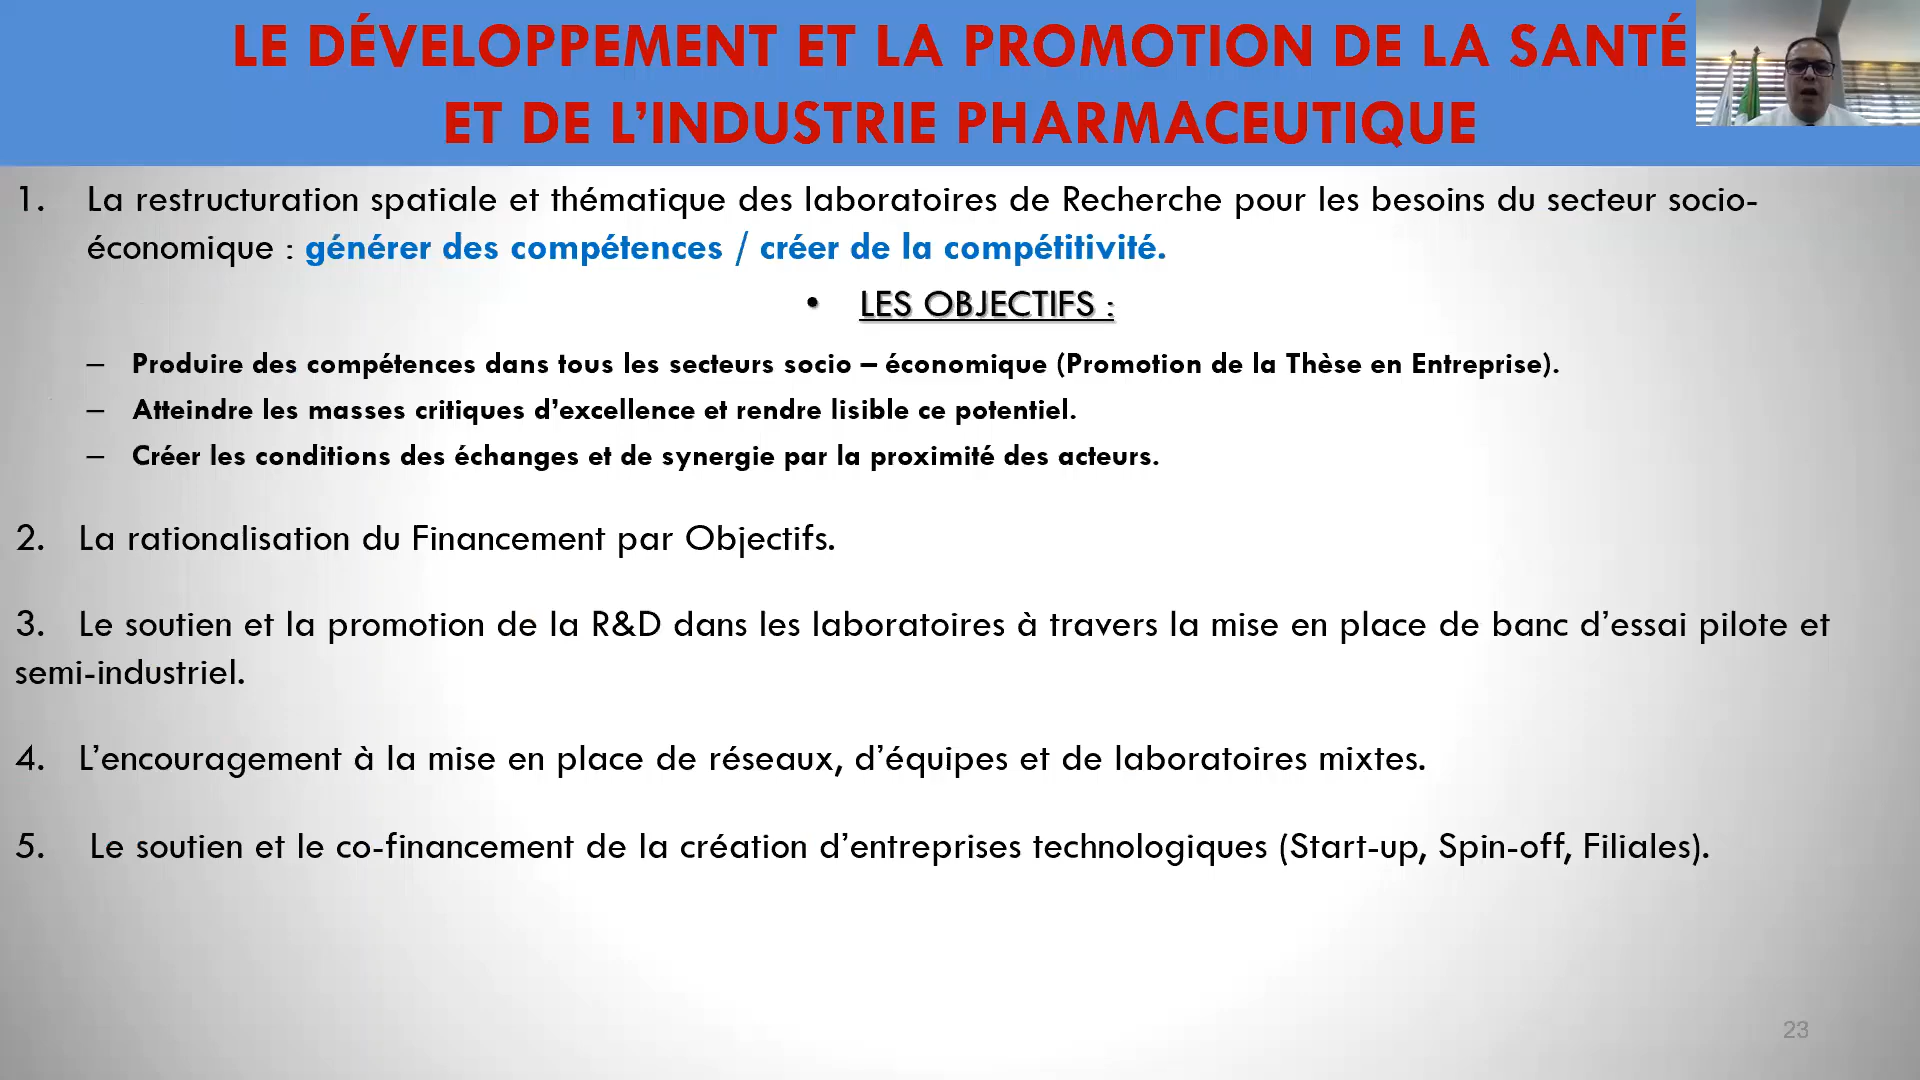 LE DÉVELOPPEMENT ET LA PROMOTION DE LA SANTÉ
ET DE L’INDUSTRIE PHARMACEUTIQUE
1. La restructuration spatiale et thématique des laboratoires de Recherche pour les besoins du secteur socio-
économique : générer des compétences / créer de la compétitivité.
• LES OBJECTIFS :
– Produire des compétences dans tous les secteurs socio – économique (Promotion de la Thèse en Entreprise).
– Atteindre les masses critiques d’excellence et rendre lisible ce potentiel.
– Créer les conditions des échanges et de synergie par la proximité des acteurs.
2. La rationalisation du Financement par Objectifs.
3. Le soutien et la promotion de la R&D dans les laboratoires à travers la mise en place de banc d’essai pilote et
semi-industriel.
4. L’encouragement à la mise en place de réseaux, d’équipes et de laboratoires mixtes.
5. Le soutien et le co-financement de la création d’entreprises technologiques (Start-up, Spin-off, Filiales).
23